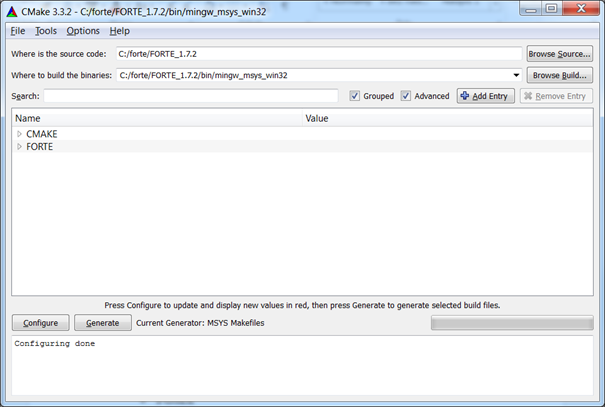 CMake 3.3.2 - C:/forte/FORTE_1.7.2/bin/mingw_msys_win32
File Tools Options Help
Where is the source code: C:/forte/FORTE_1.7.2 Browse Source...
Where to build the binaries: C:/forte/FORTE_1.7.2/bin/mingw_msys_win32 Browse Build...
Search: Grouped Advanced Add Entry Remove Entry
Name Value
CMAKE
FORTE
Press Configure to update and display new values in red, then press Generate to generate selected build files.
Configure Generate Current Generator: MSYS Makefiles
Configuring done